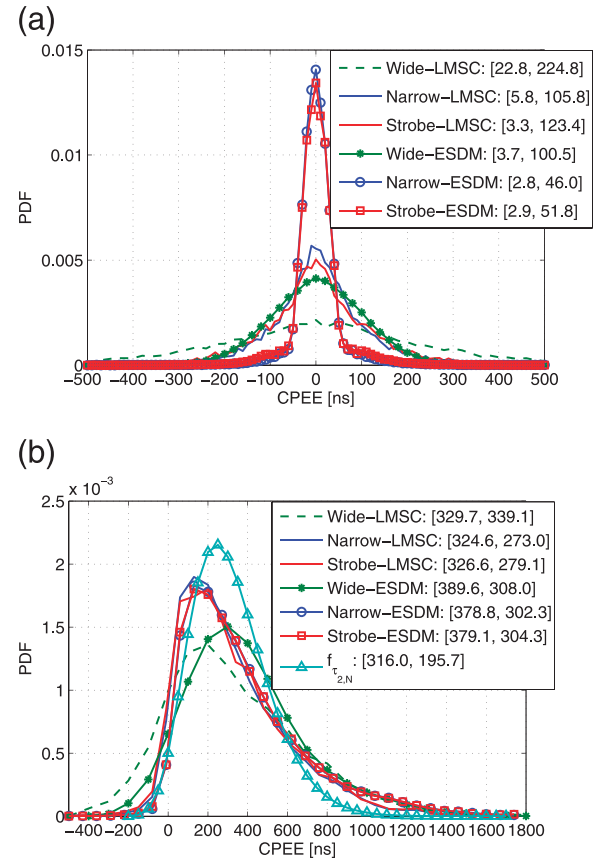 (a)
0.015
0.01
0.005
0
PDF
Wide−LMSC: [22.8, 224.8]
Narrow−LMSC: [5.8, 105.8]
Strobe−LMSC: [3.3, 123.4]
Wide−ESDM: [3.7, 100.5]
Narrow−ESDM: [2.8, 46.0]
Strobe−ESDM: [2.9, 51.8]
−500 −400 −300 −200 −100 0 100 200 300 400 500
CPEE [ns]
(b)
x 10⁻³
2.5
2
1.5
1
0.5
0
PDF
Wide−LMSC: [329.7, 339.1]
Narrow−LMSC: [324.6, 273.0]
Strobe−LMSC: [326.6, 279.1]
Wide−ESDM: [389.6, 308.0]
Narrow−ESDM: [378.8, 302.3]
Strobe−ESDM: [379.1, 304.3]
f_τ_2,N : [316.0, 195.7]
−400 −200 0 200 400 600 800 1000 1200 1400 1600 1800
CPEE [ns]